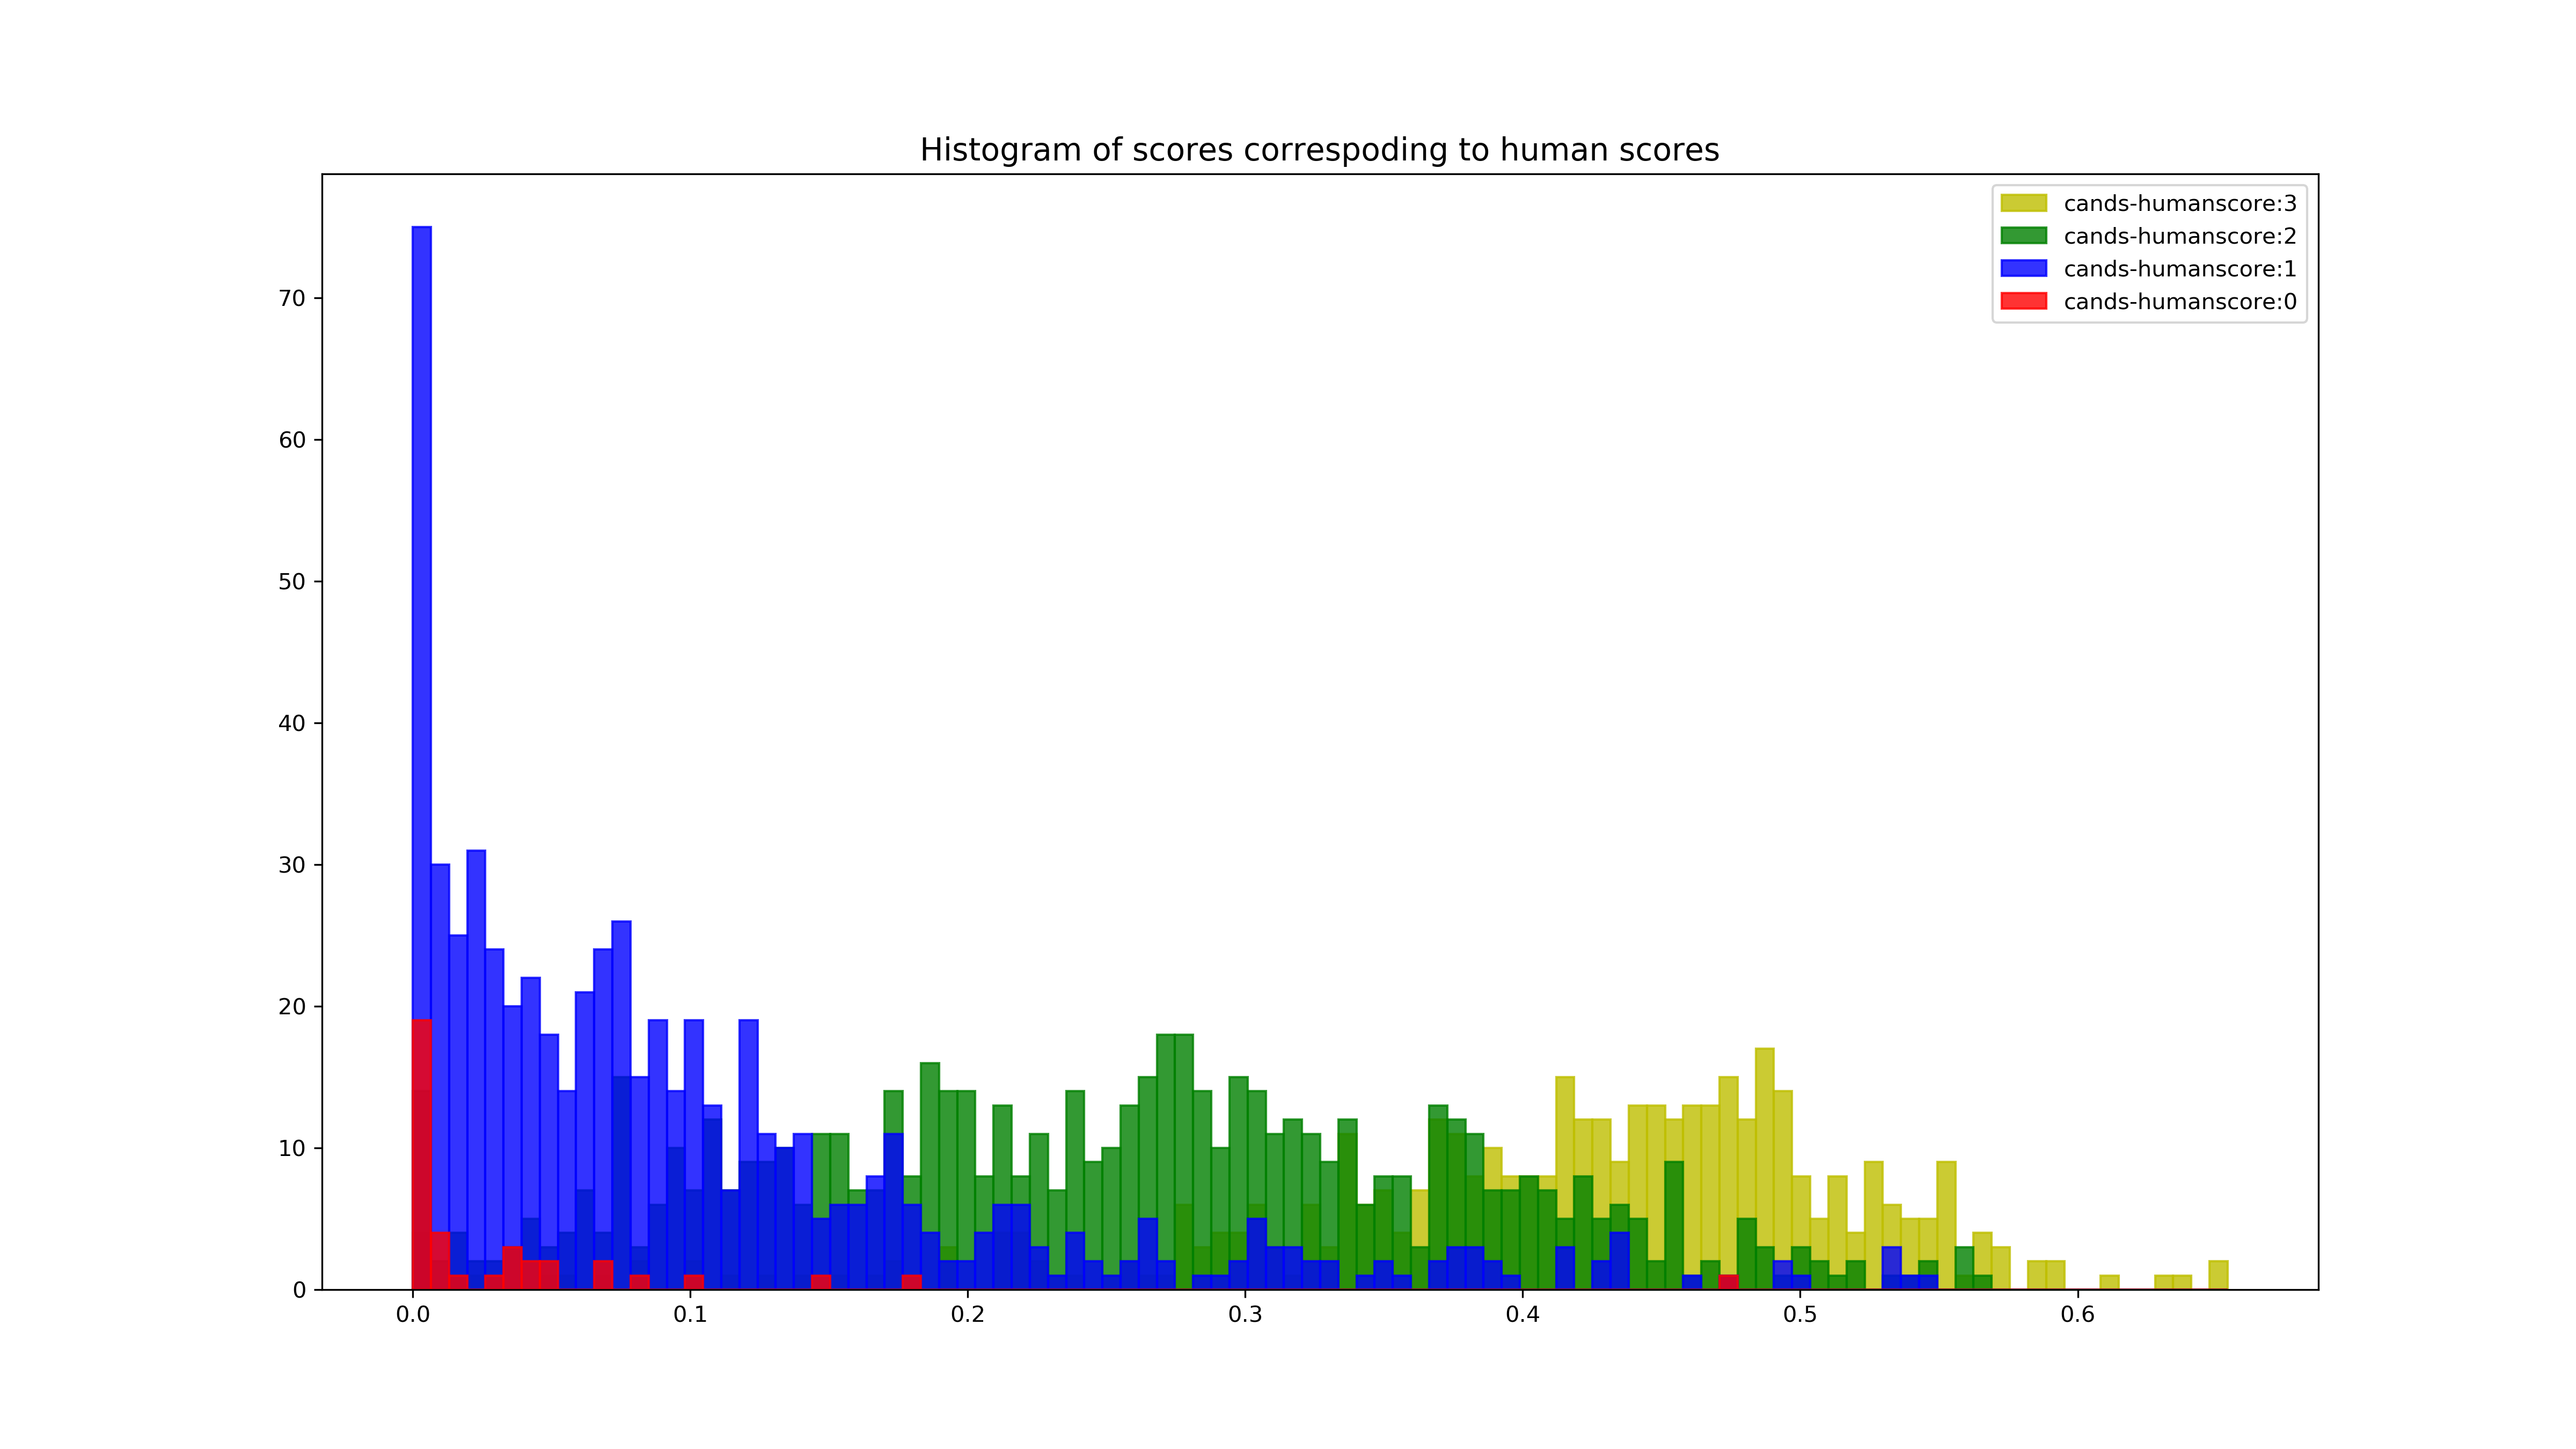 Histogram of scores correspoding to human scores
cands-humanscore:3
cands-humanscore:2
cands-humanscore:1
cands-humanscore:0
70
60
50
40
30
20
10
0
0.0 0.1 0.2 0.3 0.4 0.5 0.6